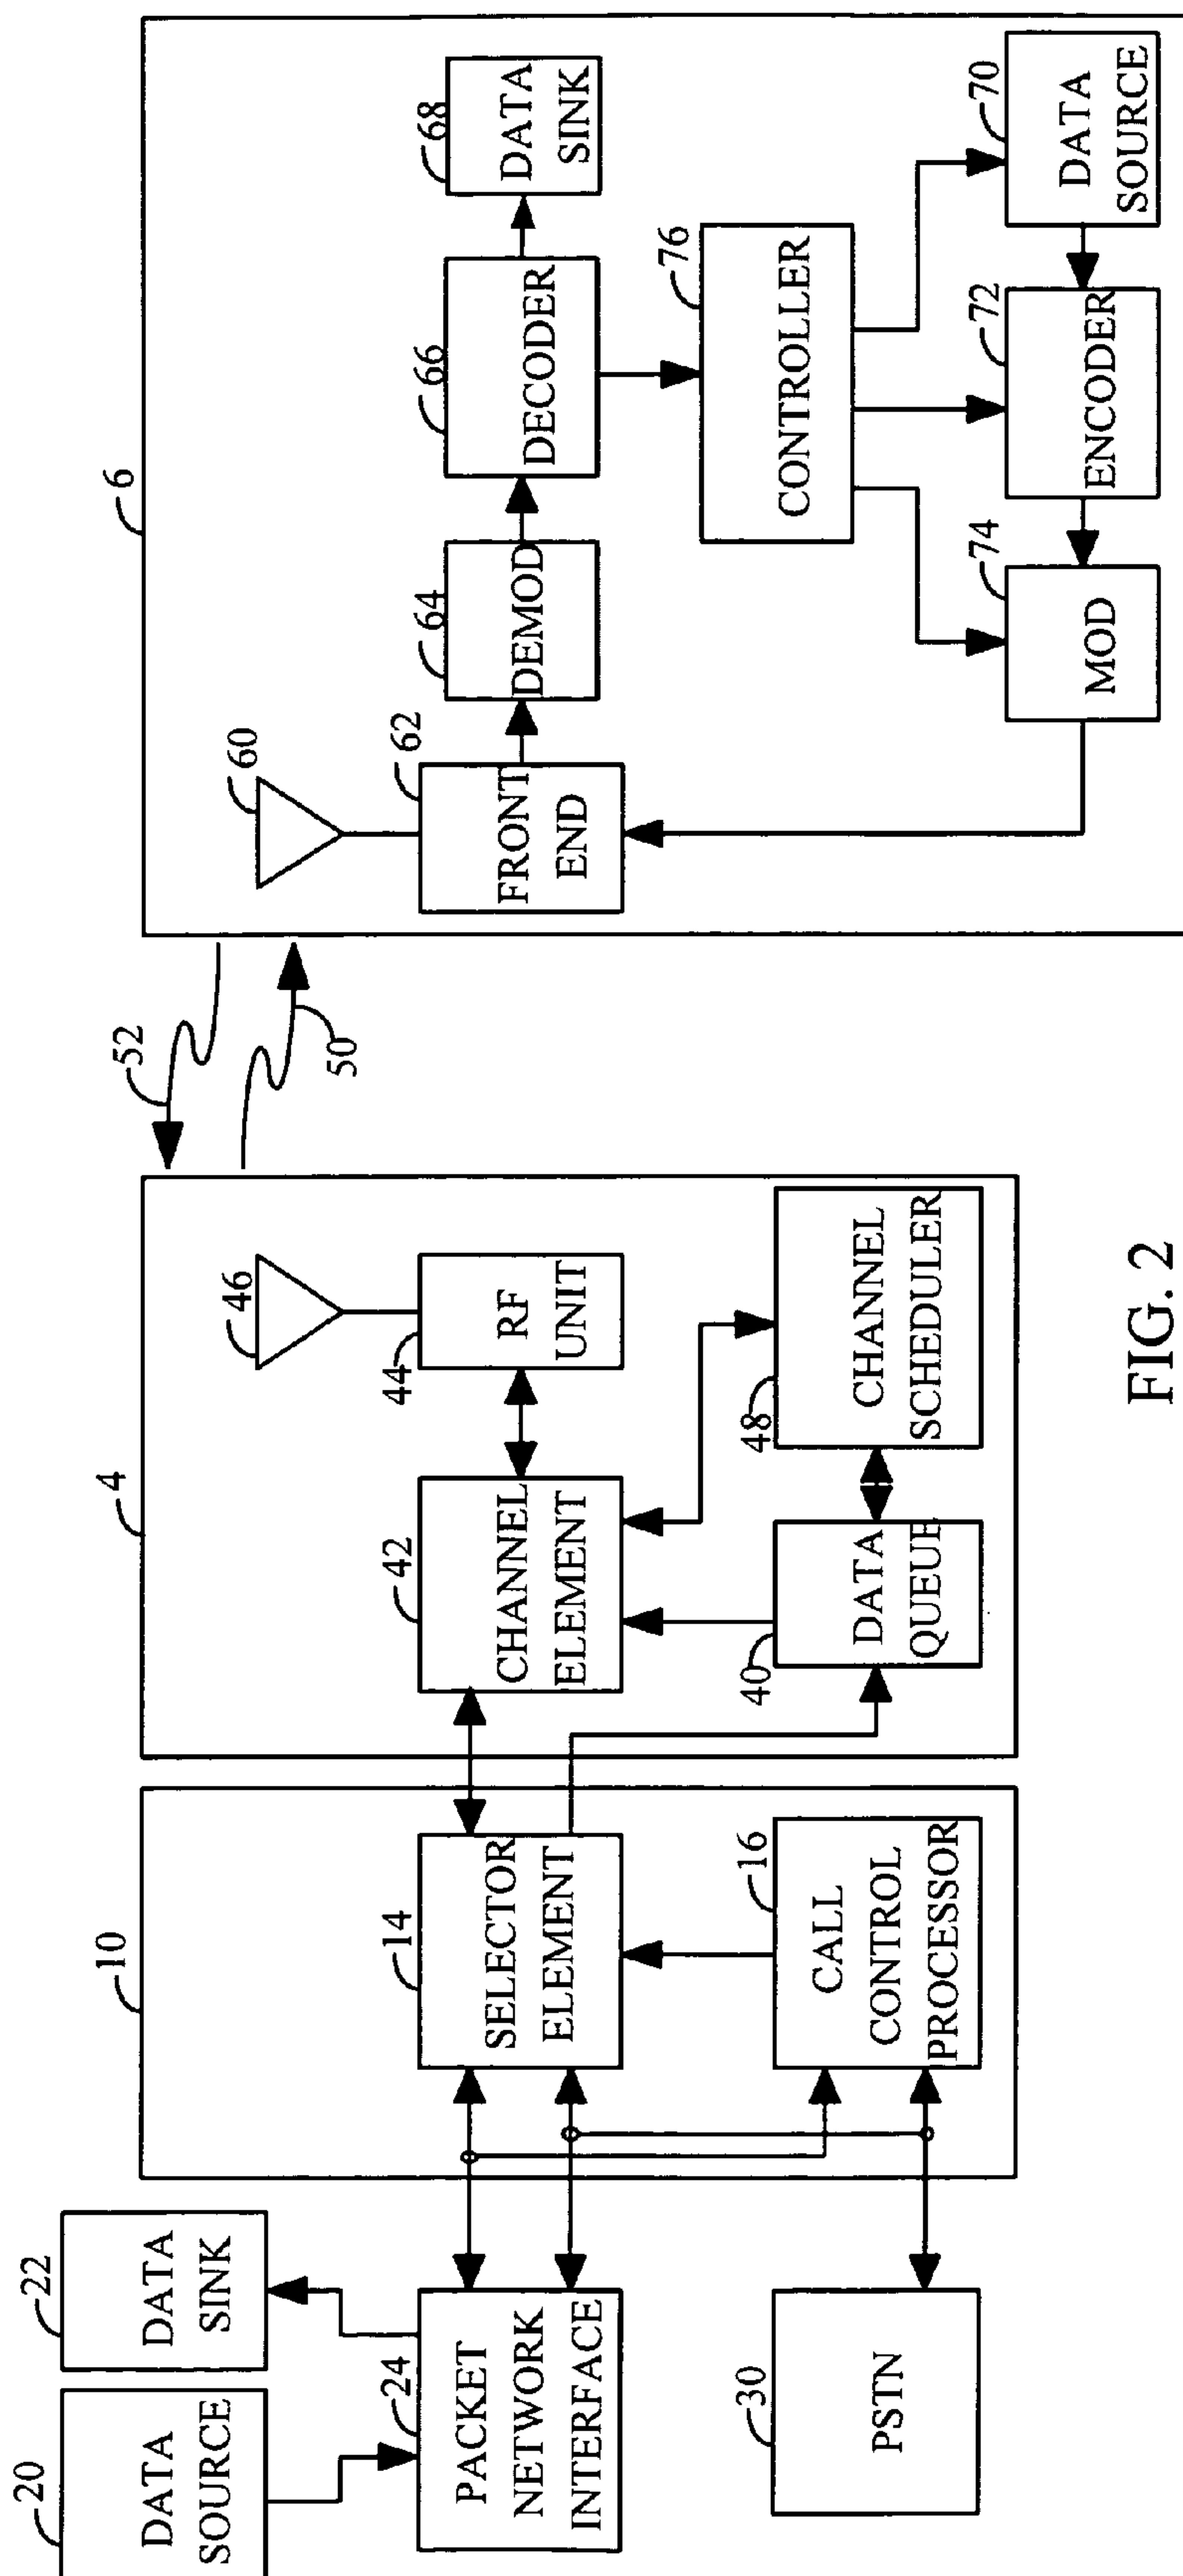 20
DATA
SOURCE
22
DATA
SINK
24
PACKET
NETWORK
INTERFACE
30
PSTN
10
14
SELECTOR
ELEMENT
16
CALL
CONTROL
PROCESSOR
4
42
CHANNEL
ELEMENT
44
RF
UNIT
46
40
DATA
QUEUE
48
CHANNEL
SCHEDULER
52
50
6
60
62
FRONT
END
64
DEMOD
66
DECODER
68
DATA
SINK
76
CONTROLLER
74
MOD
72
ENCODER
70
DATA
SOURCE
FIG. 2